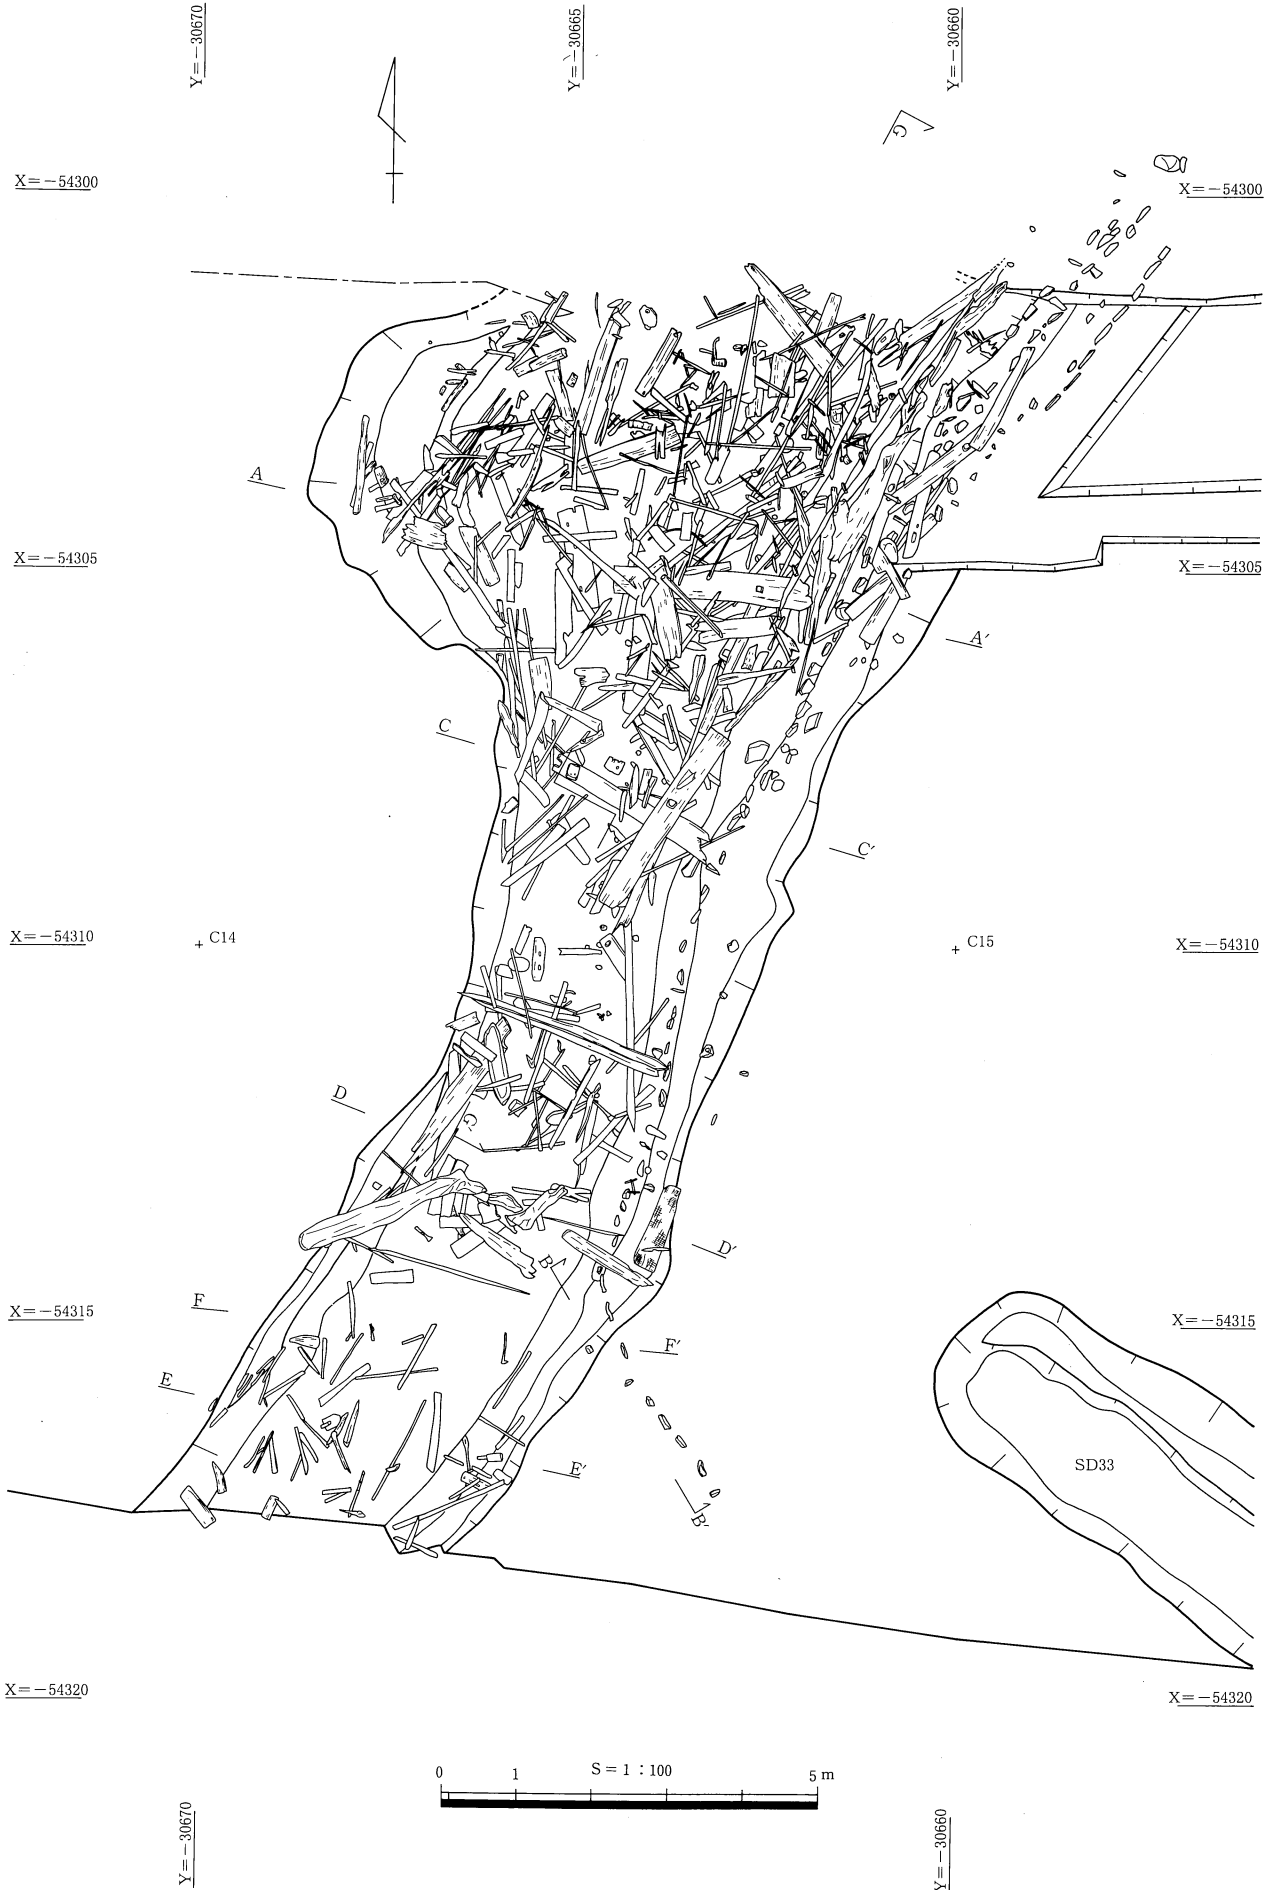 Y=−30670
Y=−30665
Y=−30660
G
X=−54300
X=−54300
A
X=−54305
X=−54305
A′
C
C′
X=−54310
C14
C15
X=−54310
D
G′
D′
B
X=−54315
F
X=−54315
F′
E
E′
SD33
B′
X=−54320
X=−54320
S=1:100
0 1 5 m
Y=−30670
Y=−30660